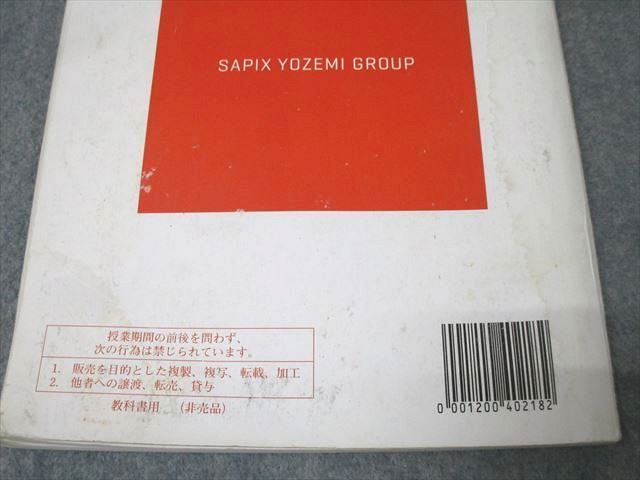 SAPIX YOZEMI GROUP
授業期間の前後を問わず、
次の行為は禁じられています。
1. 販売を目的とした複製、複写、転載、加工
2. 他者への譲渡、転売、貸与
教科書用 (非売品)
0 001200 402182